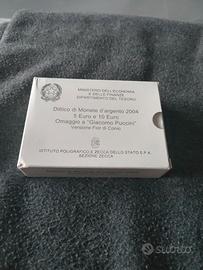 MINISTERO DELL'ECONOMIA
E DELLE FINANZE
DIPARTIMENTO DEL TESORO
Dittico di Monete d'argento 2004
5 Euro e 10 Euro
Omaggio a "Giacomo Puccini"
Versione Fior di Conio
ISTITUTO POLIGRAFICO E ZECCA DELLO STATO S.P.A.
SEZIONE ZECCA
subito